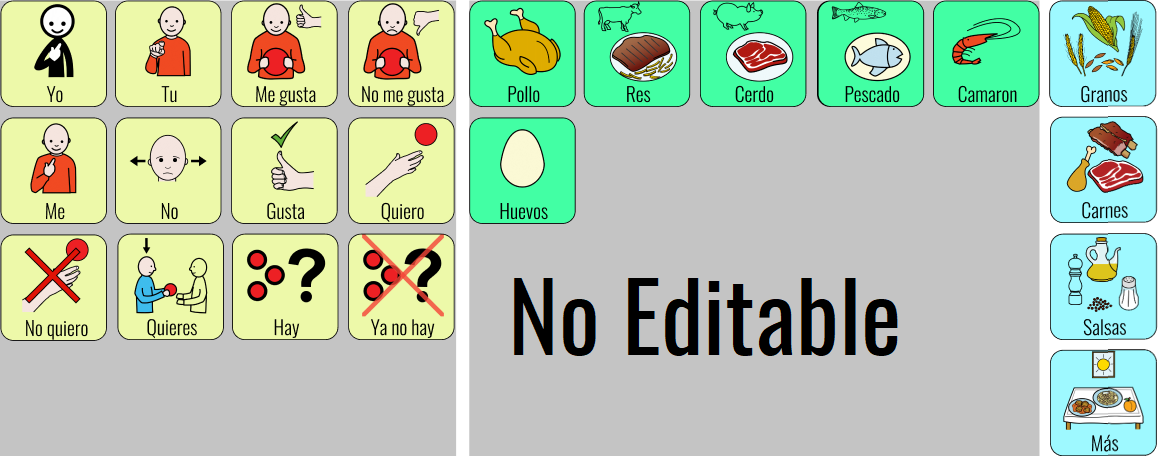 Yo
Tu
Me gusta
No me gusta
Me
No
Gusta
Quiero
No quiero
Quieres
Hay
Ya no hay
Pollo
Res
Cerdo
Pescado
Camaron
Huevos
No Editable
Granos
Carnes
Salsas
Más